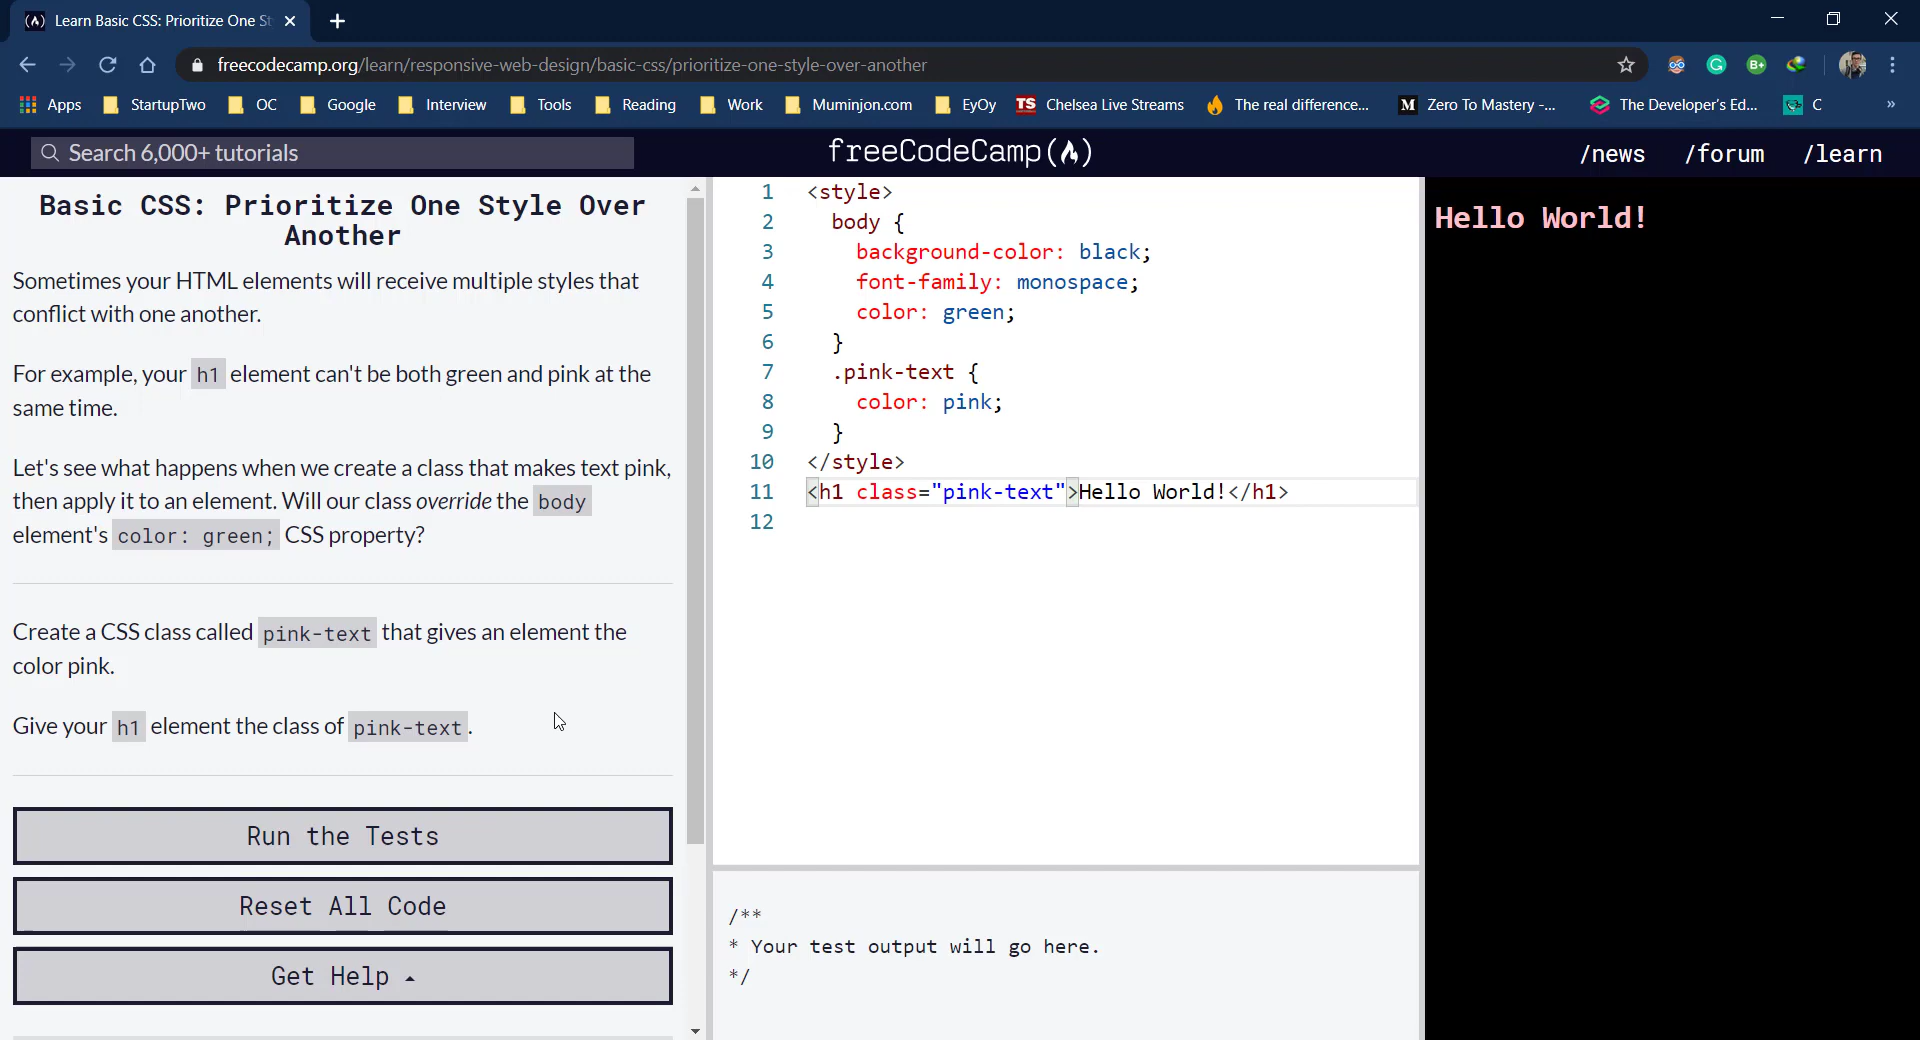 Learn Basic CSS: Prioritize One St
freecodecamp.org/learn/responsive-web-design/basic-css/prioritize-one-style-over-another
Apps StartupTwo OC Google Interview Tools Reading Work Muminjon.com EyOy TS Chelsea Live Streams The real difference... M Zero To Mastery -... The Developer's Ed... C »
Search 6,000+ tutorials
freeCodeCamp
/news /forum /learn
Basic CSS: Prioritize One Style Over
Another
Sometimes your HTML elements will receive multiple styles that
conflict with one another.
For example, your h1 element can't be both green and pink at the
same time.
Let's see what happens when we create a class that makes text pink,
then apply it to an element. Will our class override the body
element's color: green; CSS property?
Create a CSS class called pink-text that gives an element the
color pink.
Give your h1 element the class of pink-text.
Run the Tests
Reset All Code
Get Help
1 <style>
2 body {
3 background-color: black;
4 font-family: monospace;
5 color: green;
6 }
7 .pink-text {
8 color: pink;
9 }
10 </style>
11 <h1 class="pink-text">Hello World!</h1>
12
/**
* Your test output will go here.
*/
Hello World!